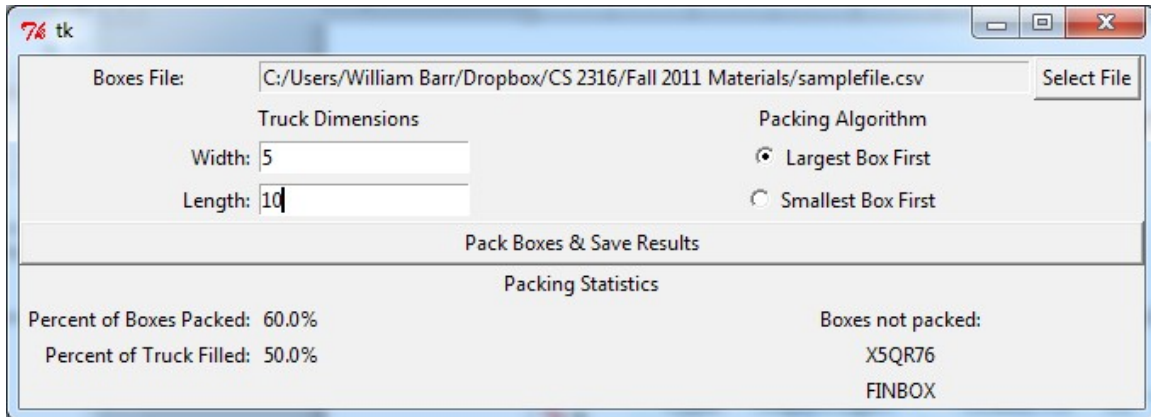 tk
Boxes File: C:/Users/William Barr/Dropbox/CS 2316/Fall 2011 Materials/samplefile.csv Select File
Truck Dimensions Packing Algorithm
Width: 5 Largest Box First
Length: 10 Smallest Box First
Pack Boxes & Save Results
Packing Statistics
Percent of Boxes Packed: 60.0% Boxes not packed:
Percent of Truck Filled: 50.0% X5QR76
FINBOX